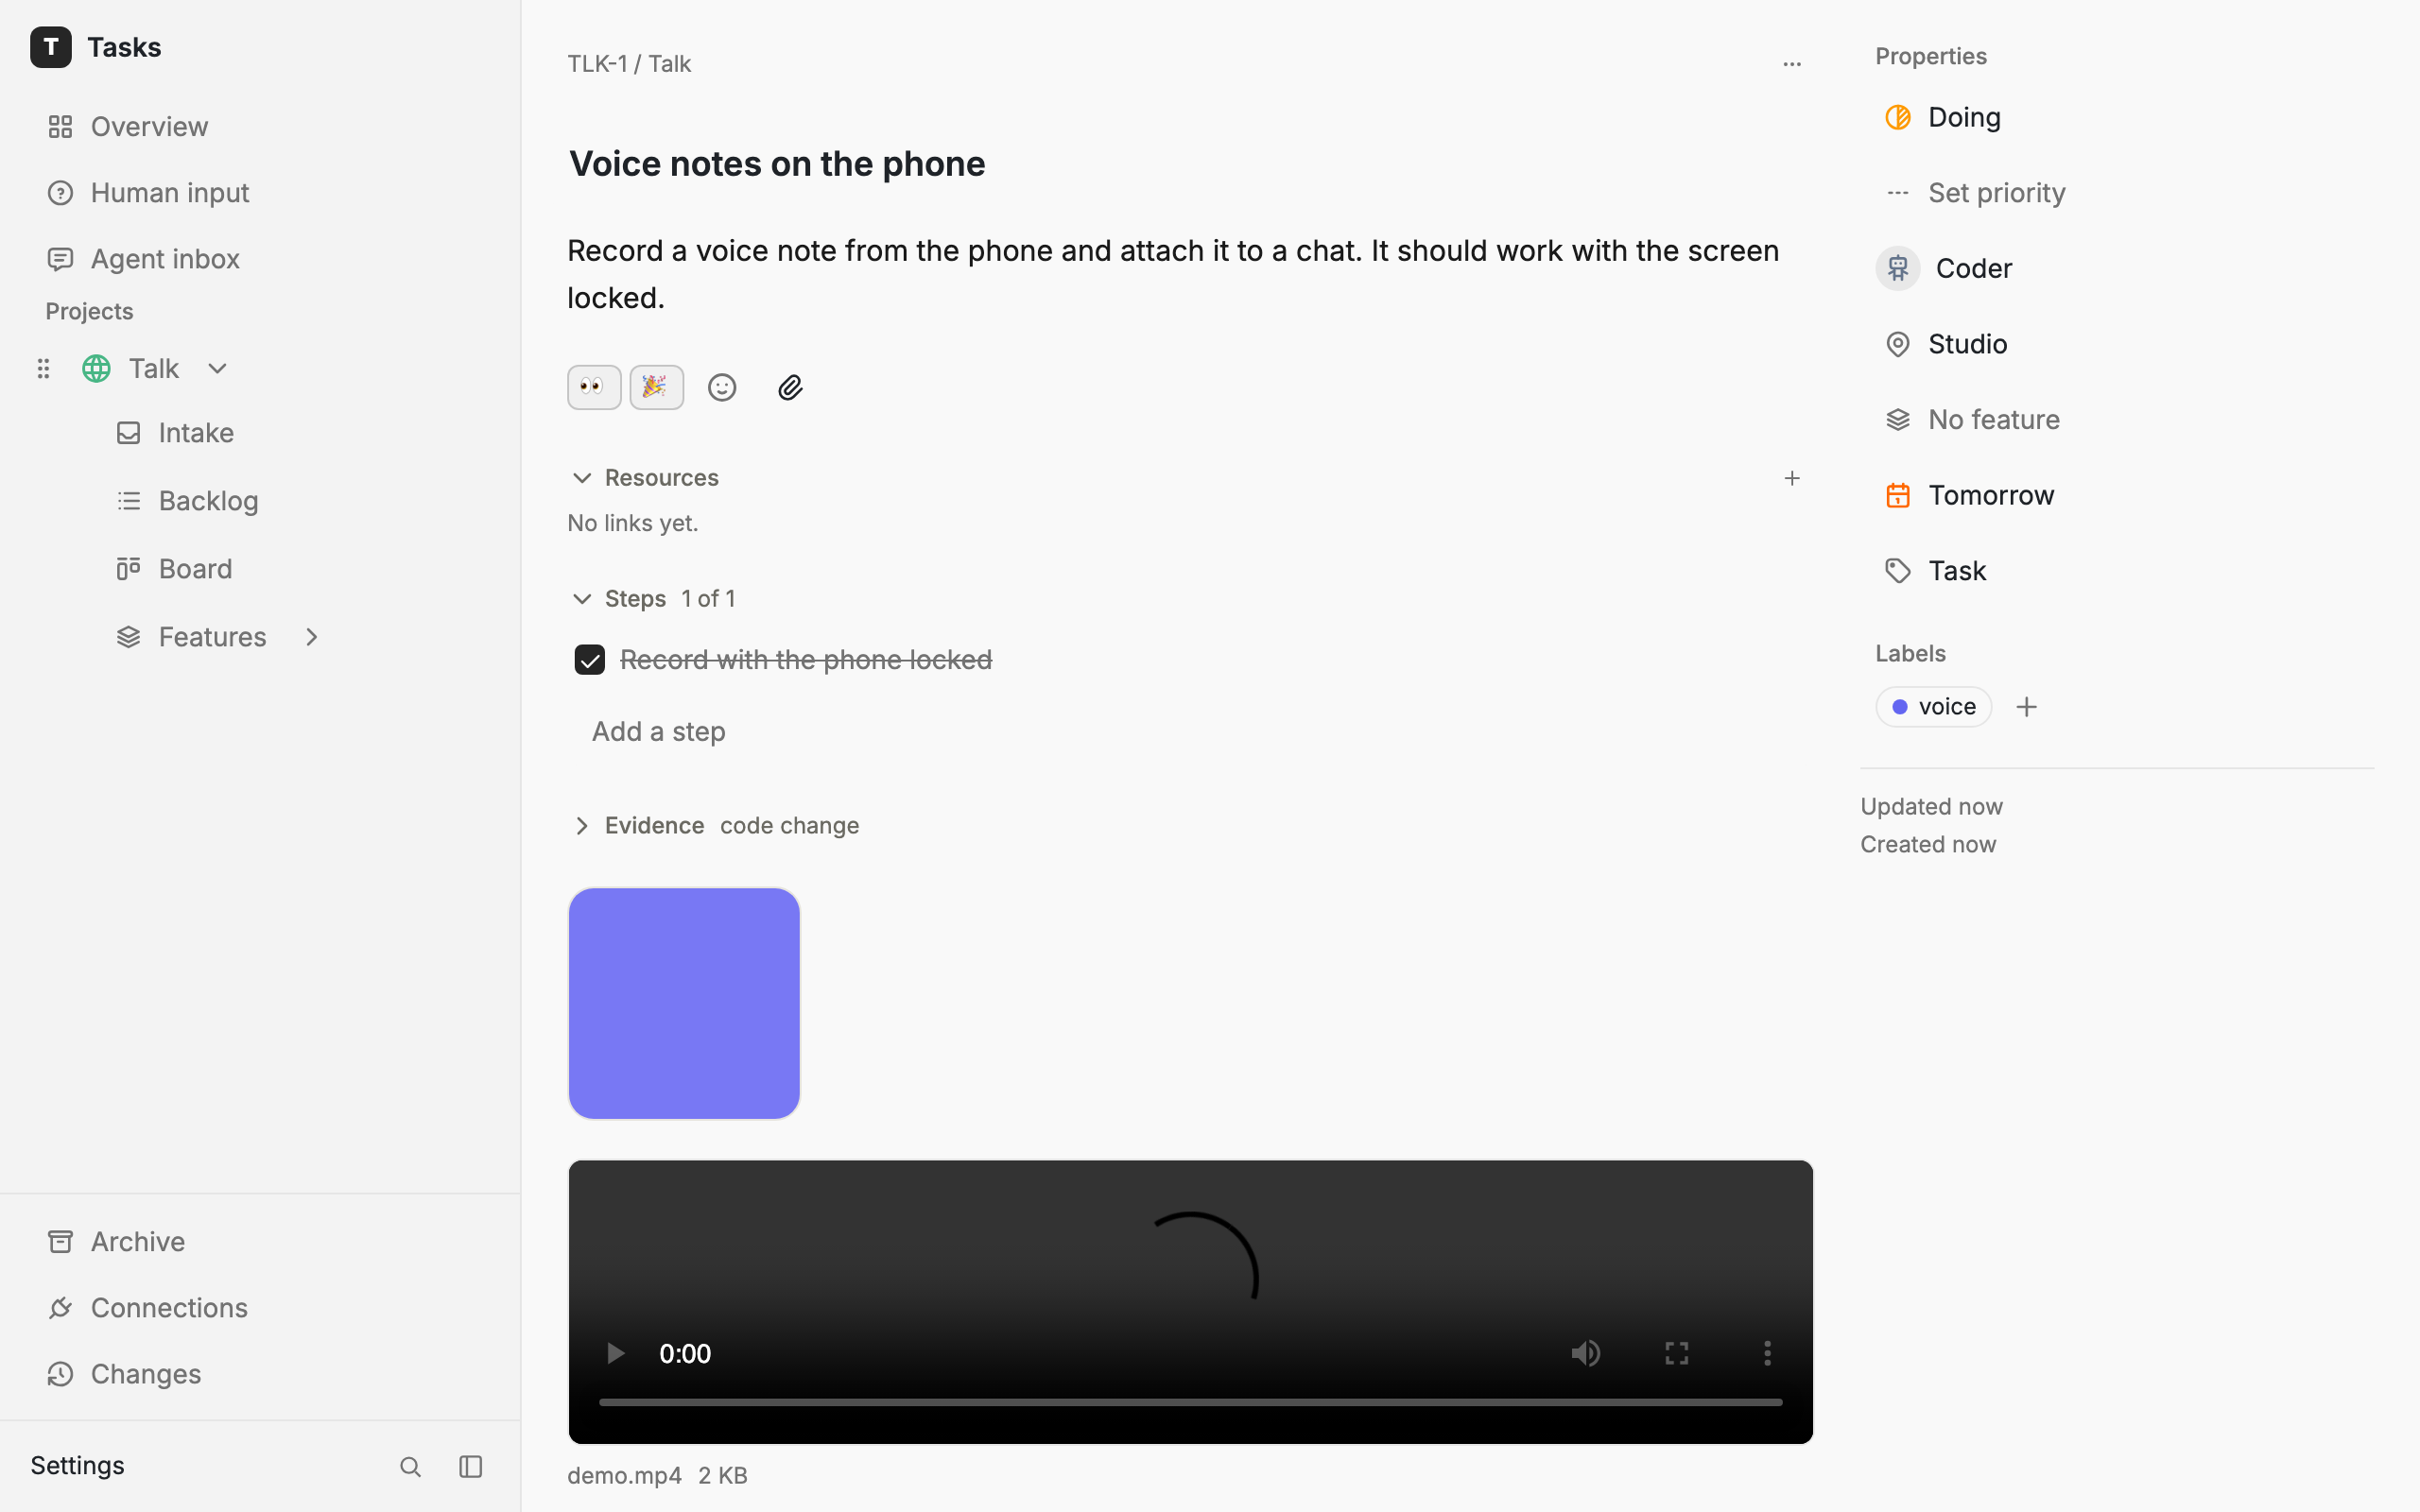 T Tasks
Overview
Human input
Agent inbox
Projects
Talk
Intake
Backlog
Board
Features
Archive
Connections
Changes
Settings
TLK-1 / Talk
Voice notes on the phone
Record a voice note from the phone and attach it to a chat. It should work with the screen
locked.
Resources
No links yet.
Steps 1 of 1
Record with the phone locked
Add a step
Evidence code change
0:00
demo.mp4 2 KB
Properties
Doing
Set priority
Coder
Studio
No feature
Tomorrow
Task
Labels
voice
Updated now
Created now